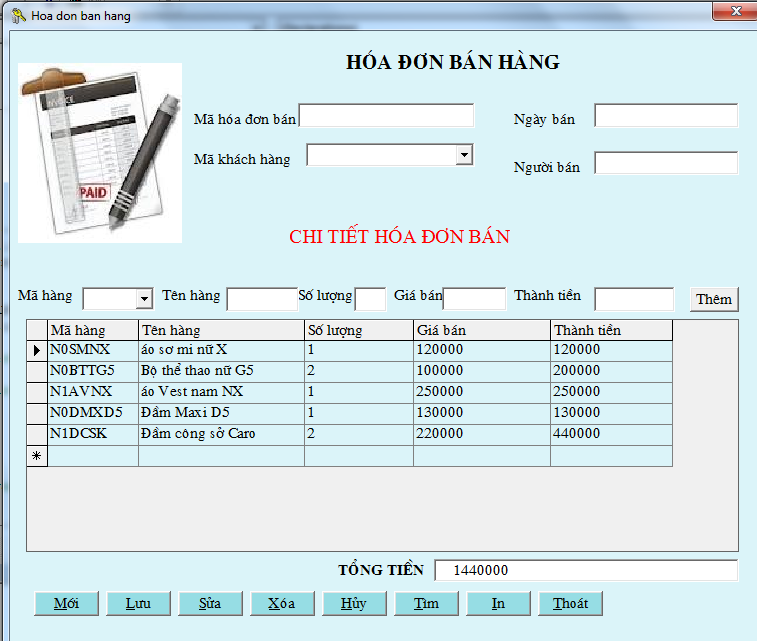 Hoa don ban hang
HÓA ĐƠN BÁN HÀNG
INVOICE
PAID
Mã hóa đơn bán
Ngày bán
Mã khách hàng
Người bán
CHI TIẾT HÓA ĐƠN BÁN
Mã hàng Tên hàng Số lượng Giá bán Thành tiền Thêm
Mã hàng Tên hàng Số lượng Giá bán Thành tiền
N0SMNX áo sơ mi nữ X 1 120000 120000
N0BTTG5 Bộ thể thao nữ G5 2 100000 200000
N1AVNX áo Vest nam NX 1 250000 250000
N0DMXD5 Đầm Maxi D5 1 130000 130000
N1DCSK Đầm công sở Caro 2 220000 440000
TỔNG TIỀN 1440000
Mới Lưu Sửa Xóa Hủy Tìm In Thoát